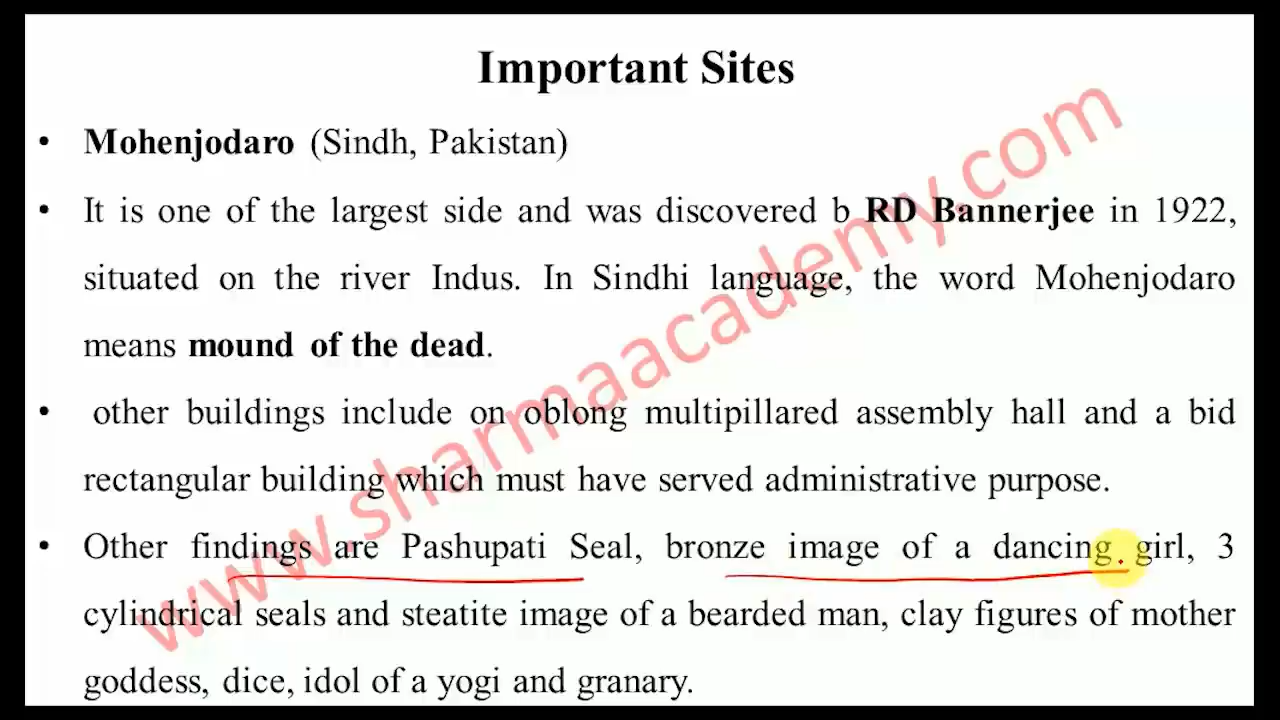 Important Sites
• Mohenjodaro (Sindh, Pakistan)
• It is one of the largest side and was discovered b RD Bannerjee in 1922,
situated on the river Indus. In Sindhi language, the word Mohenjodaro
means mound of the dead.
• other buildings include on oblong multipillared assembly hall and a bid
rectangular building which must have served administrative purpose.
• Other findings are Pashupati Seal, bronze image of a dancing girl, 3
cylindrical seals and steatite image of a bearded man, clay figures of mother
goddess, dice, idol of a yogi and granary.
www.sharmaacademy.com